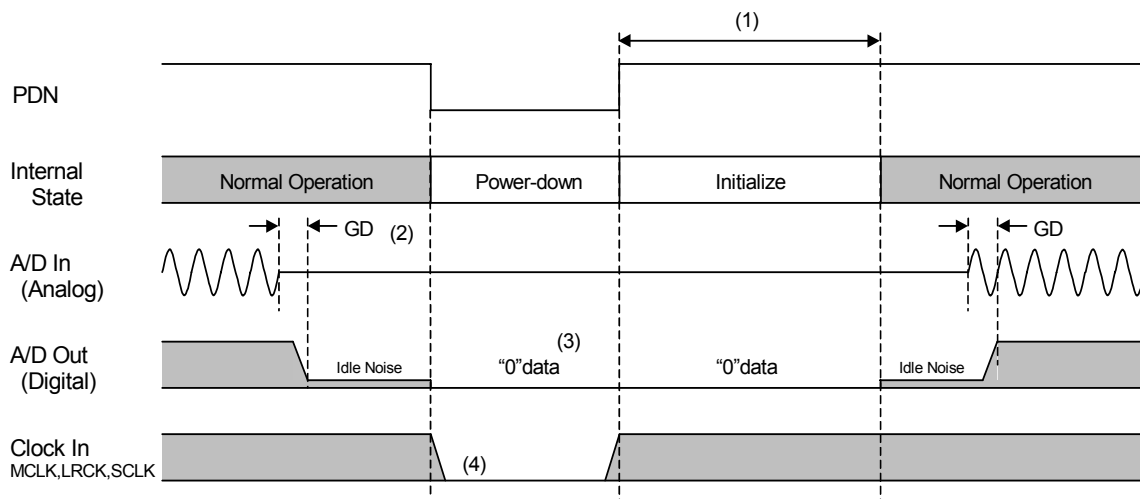 (1)
PDN
Internal
State
Normal Operation
Power-down
Initialize
Normal Operation
GD
(2)
GD
A/D In
(Analog)
A/D Out
(Digital)
Idle Noise
(3)
“0”data
“0”data
Idle Noise
Clock In
MCLK,LRCK,SCLK
(4)